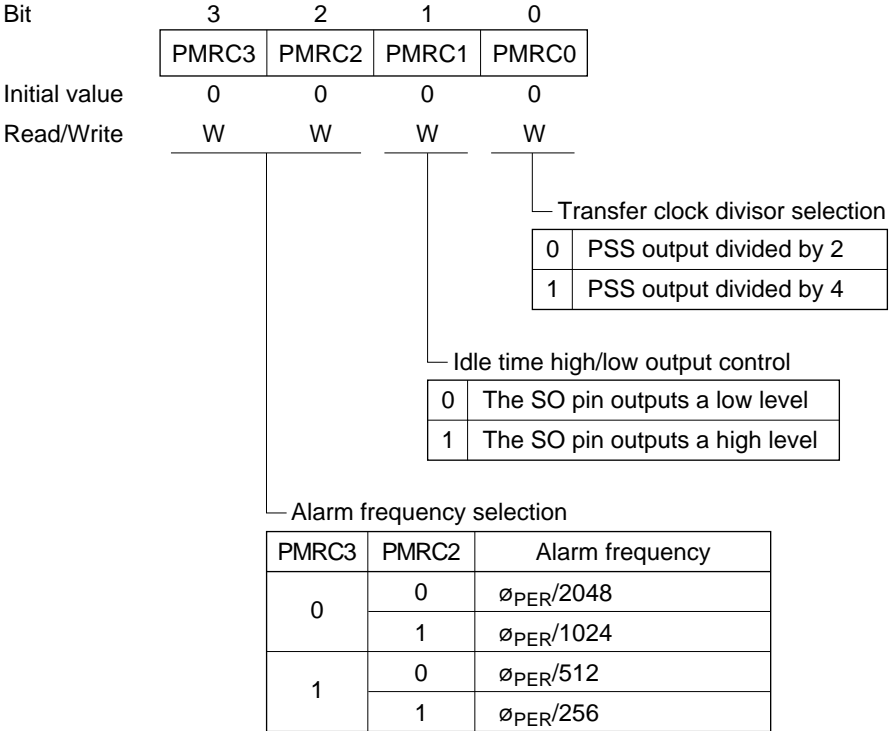 Bit 3 2 1 0
PMRC3 PMRC2 PMRC1 PMRC0
Initial value 0 0 0 0
Read/Write W W W W
Transfer clock divisor selection
0 PSS output divided by 2
1 PSS output divided by 4
Idle time high/low output control
0 The SO pin outputs a low level
1 The SO pin outputs a high level
Alarm frequency selection
PMRC3 PMRC2 Alarm frequency
0 0 øPER/2048
1 øPER/1024
1 0 øPER/512
1 øPER/256